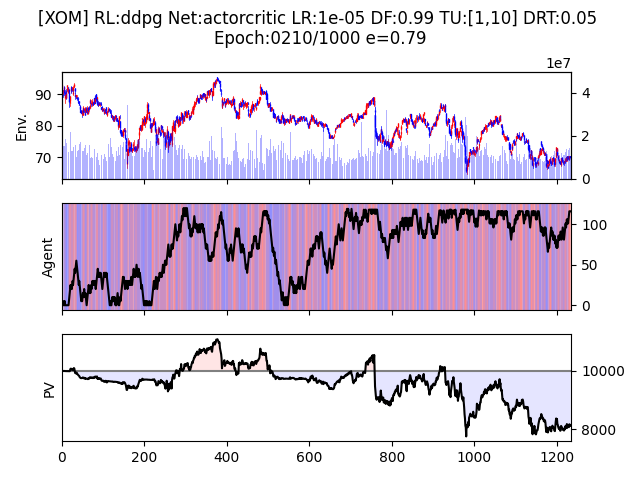 [XOM] RL:ddpg Net:actorcritic LR:1e-05 DF:0.99 TU:[1,10] DRT:0.05
Epoch:0210/1000 e=0.79
1e7
Env.
90
80
70
4
2
0
Agent
100
50
0
PV
10000
8000
0 200 400 600 800 1000 1200